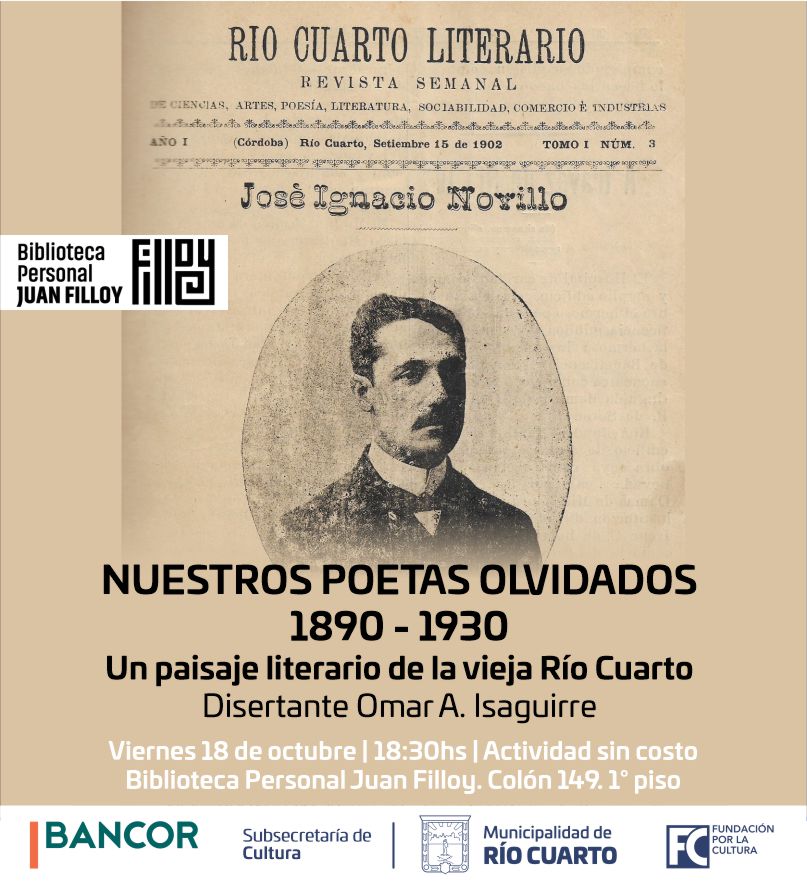 RIO CUARTO LITERARIO
REVISTA SEMANAL
DE CIENCIAS, ARTES, POESÍA, LITERATURA, SOCIABILIDAD, COMERCIO È INDUSTRIAS
AÑO I (Córdoba) Río Cuarto, Setiembre 15 de 1902 TOMO I NÚM. 3
Josè Ignacio Novillo
Biblioteca
Personal
JUAN FILLOY
Filloy
NUESTROS POETAS OLVIDADOS
1890 - 1930
Un paisaje literario de la vieja Río Cuarto
Disertante Omar A. Isaguirre
Viernes 18 de octubre | 18:30hs | Actividad sin costo
Biblioteca Personal Juan Filloy. Colón 149. 1° piso
BANCOR
Subsecretaría de
Cultura
Municipalidad de
RÍO CUARTO
FC
FUNDACIÓN
POR LA
CULTURA